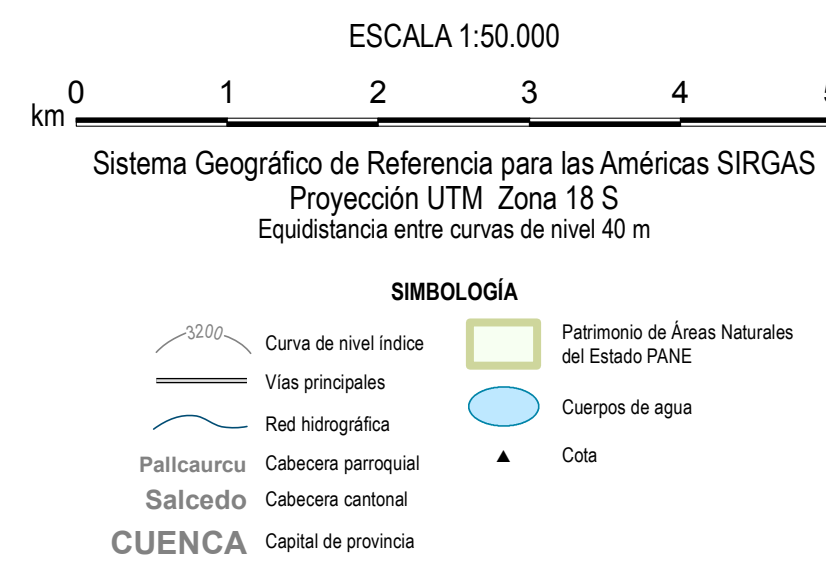 ESCALA 1:50.000
0 1 2 3 4
km
Sistema Geográfico de Referencia para las Américas SIRGAS
Proyección UTM Zona 18 S
Equidistancia entre curvas de nivel 40 m
SIMBOLOGÍA
3200 Curva de nivel índice
Vías principales
Red hidrográfica
Pallcaurcu Cabecera parroquial
Salcedo Cabecera cantonal
CUENCA Capital de provincia
Patrimonio de Áreas Naturales
del Estado PANE
Cuerpos de agua
Cota